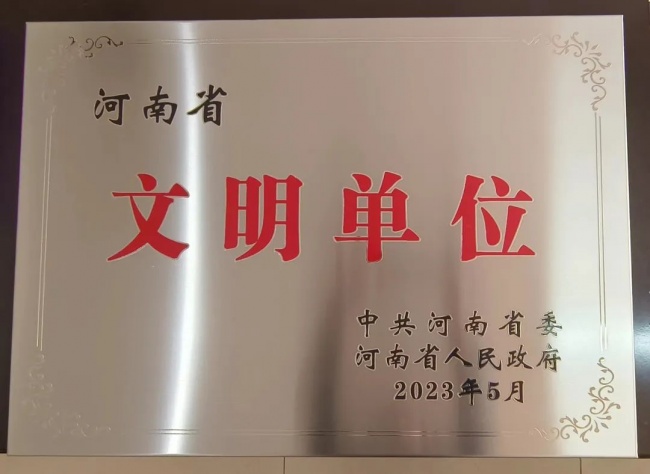 河南省
文明单位
中共河南省委
河南省人民政府
2023年5月